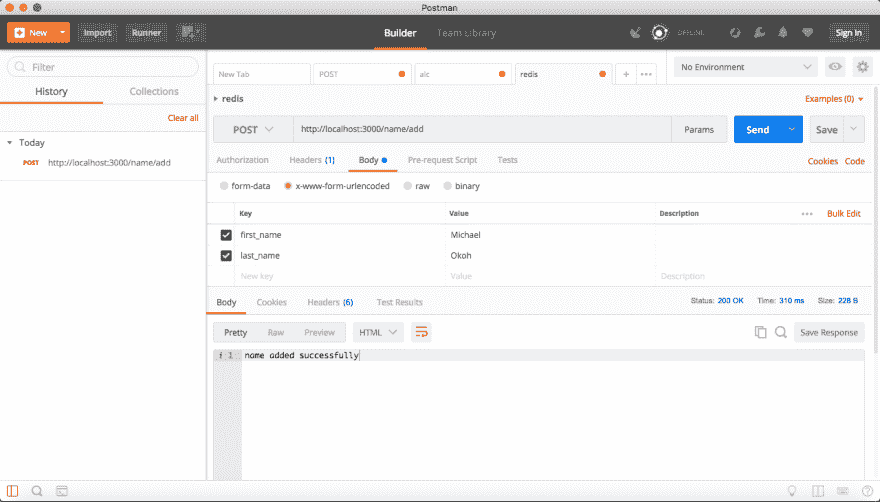 Postman
New Import Runner Builder Team Library OFFLINE Sign In
Filter
History Collections
Clear all
Today
POST http://localhost:3000/name/add
New Tab POST alc redis + ••• No Environment
redis Examples (0)
POST http://localhost:3000/name/add Params Send Save
Authorization Headers (1) Body Pre-request Script Tests Cookies Code
form-data x-www-form-urlencoded raw binary
Key Value Description ••• Bulk Edit
first_name Michael
last_name Okoh
New key Value Description
Body Cookies Headers (6) Test Results Status: 200 OK Time: 310 ms Size: 228 B
Pretty Raw Preview HTML Save Response
i 1 name added successfully